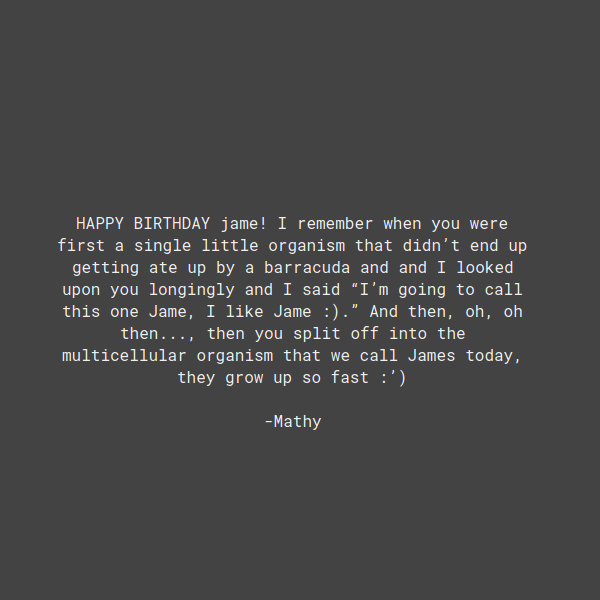 HAPPY BIRTHDAY jame! I remember when you were
first a single little organism that didn’t end up
getting ate up by a barracuda and and I looked
upon you longingly and I said “I’m going to call
this one Jame, I like Jame :).” And then, oh, oh
then..., then you split off into the
multicellular organism that we call James today,
they grow up so fast :’)
-Mathy